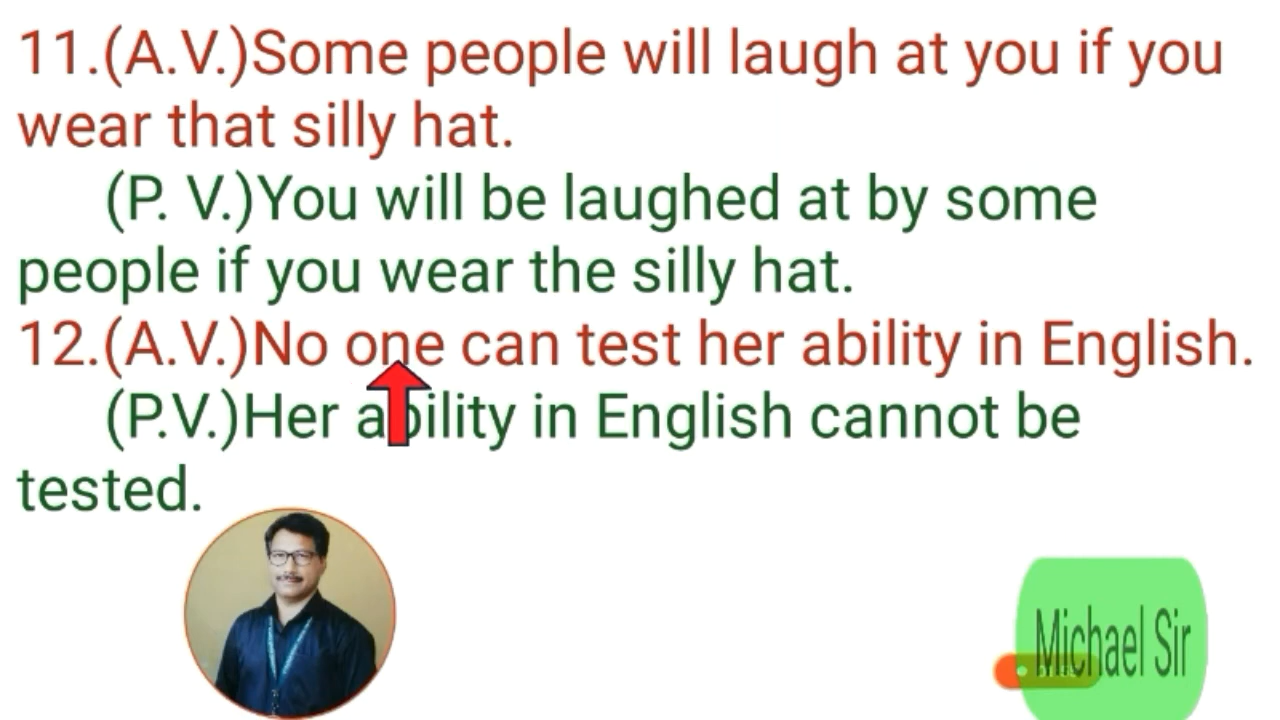 11.(A.V.)Some people will laugh at you if you
wear that silly hat.
(P. V.)You will be laughed at by some
people if you wear the silly hat.
12.(A.V.)No one can test her ability in English.
(P.V.)Her ability in English cannot be
tested.
Michael Sir